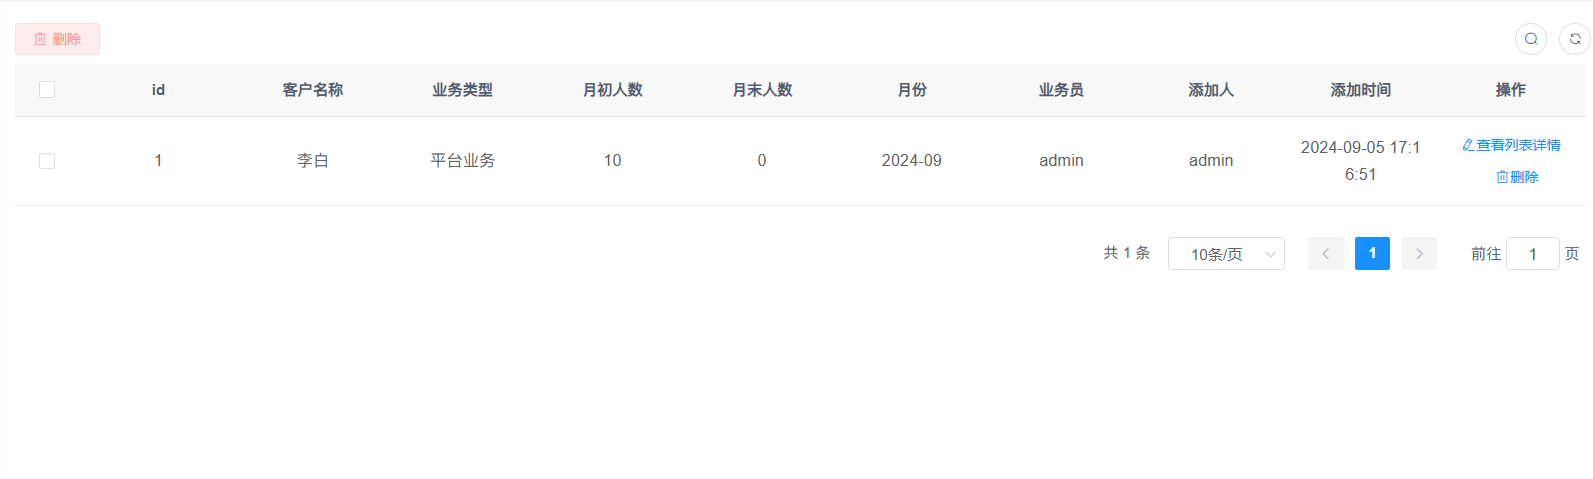 删除
id 客户名称 业务类型 月初人数 月末人数 月份 业务员 添加人 添加时间 操作
1 李白 平台业务 10 0 2024-09 admin admin 2024-09-05 17:1
6:51
查看列表详情
删除
共 1 条 10条/页 1 前往 1 页